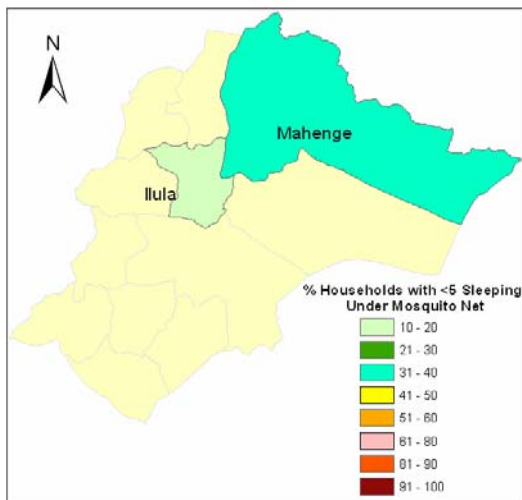 N
Mahenge
Ilula
% Households with <5 Sleeping
Under Mosquito Net
10 - 20
21 - 30
31 - 40
41 - 50
51 - 60
61 - 80
81 - 90
91 - 100